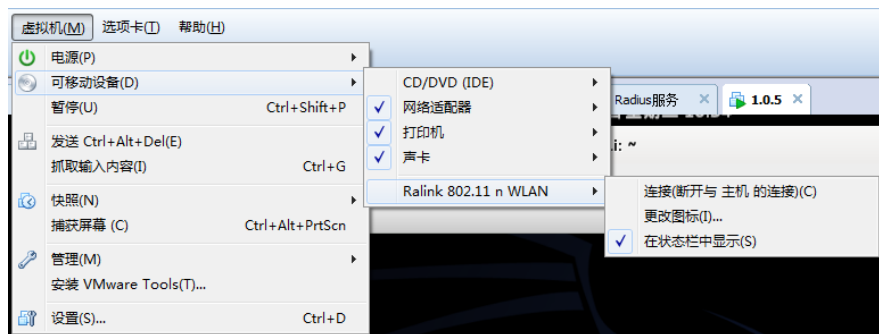 虚拟机(M) 选项卡(T) 帮助(H)
电源(P)
可移动设备(D)
暂停(U) Ctrl+Shift+P
发送 Ctrl+Alt+Del(E)
抓取输入内容(I) Ctrl+G
快照(N)
捕获屏幕 (C) Ctrl+Alt+PrtScn
管理(M)
安装 VMware Tools(T)...
设置(S)... Ctrl+D
CD/DVD (IDE)
网络适配器
打印机
声卡
Ralink 802.11 n WLAN
Radius服务
1.0.5
i: ~
连接(断开与 主机 的连接)(C)
更改图标(I)...
在状态栏中显示(S)